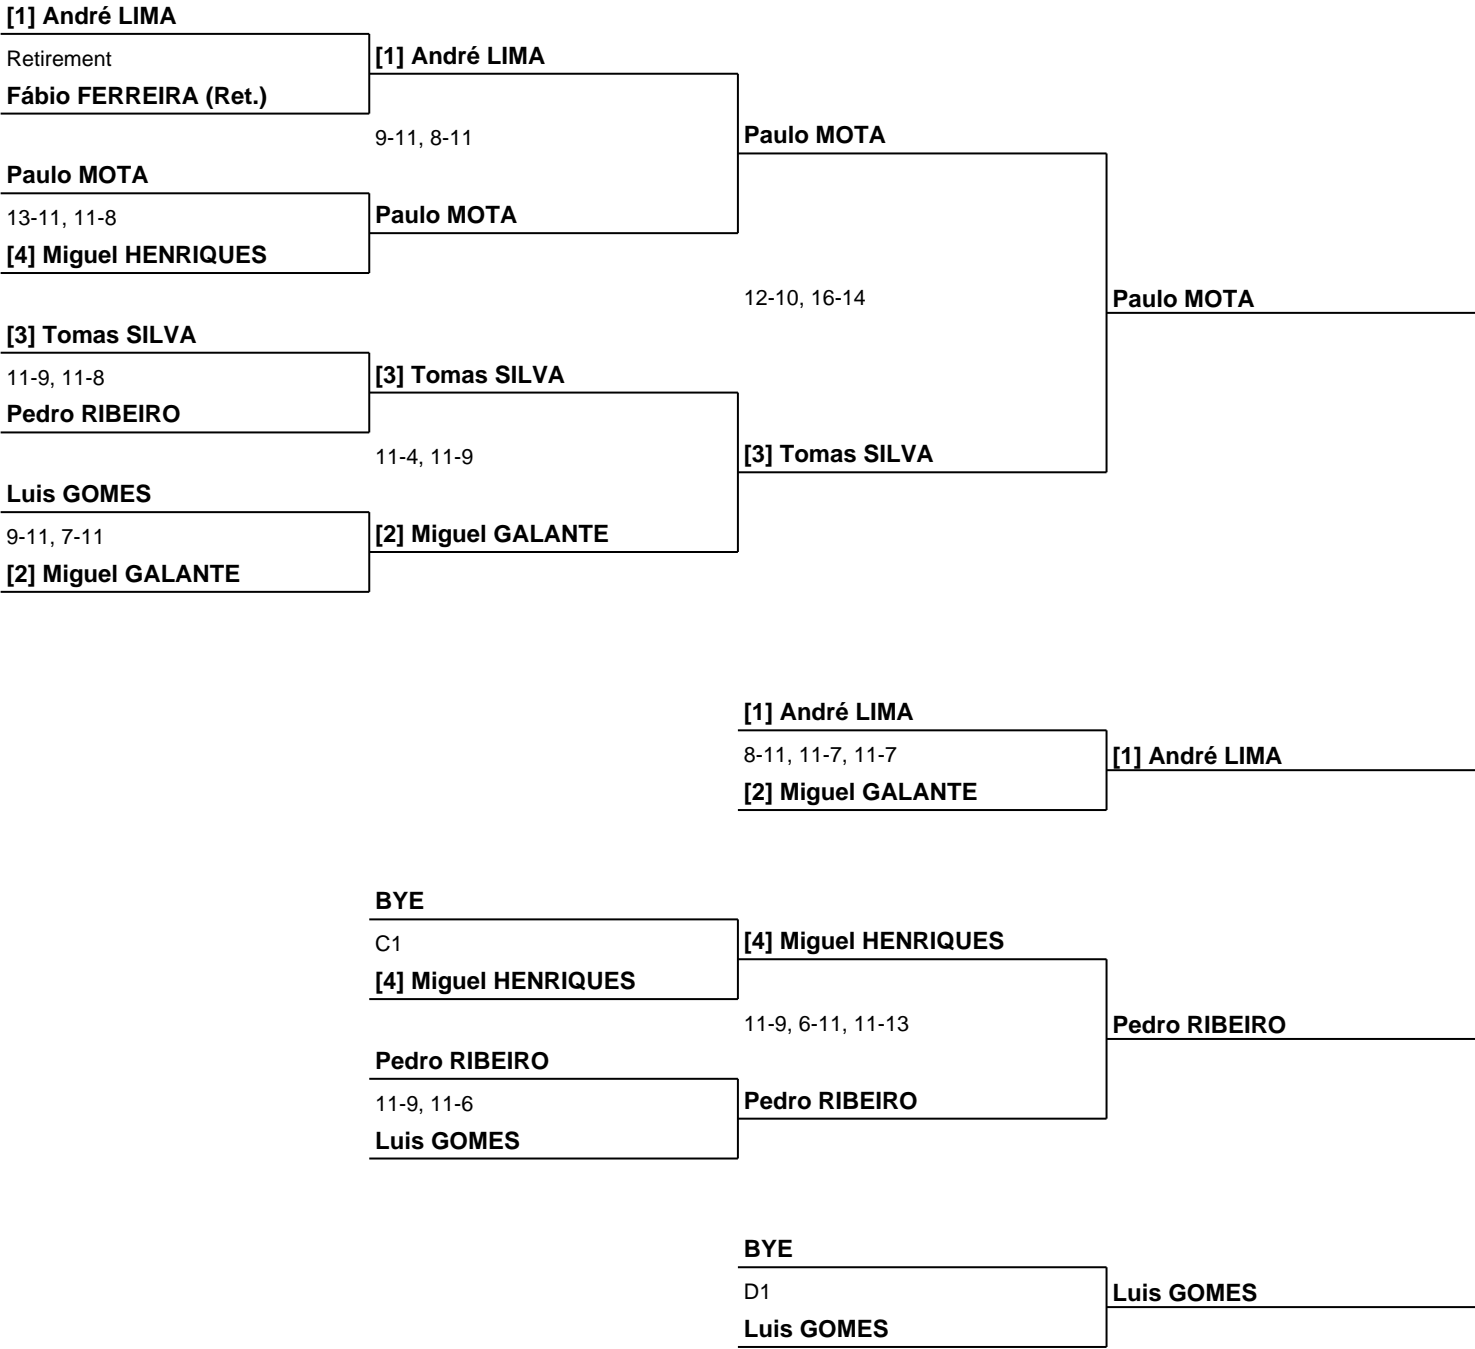 [1] André LIMA
Retirement
[1] André LIMA
Fábio FERREIRA (Ret.)
9-11, 8-11
Paulo MOTA
Paulo MOTA
13-11, 11-8
Paulo MOTA
[4] Miguel HENRIQUES
12-10, 16-14
Paulo MOTA
[3] Tomas SILVA
11-9, 11-8
[3] Tomas SILVA
Pedro RIBEIRO
11-4, 11-9
[3] Tomas SILVA
Luis GOMES
9-11, 7-11
[2] Miguel GALANTE
[2] Miguel GALANTE
[1] André LIMA
8-11, 11-7, 11-7
[1] André LIMA
[2] Miguel GALANTE
BYE
C1
[4] Miguel HENRIQUES
[4] Miguel HENRIQUES
11-9, 6-11, 11-13
Pedro RIBEIRO
Pedro RIBEIRO
11-9, 11-6
Pedro RIBEIRO
Luis GOMES
BYE
D1
Luis GOMES
Luis GOMES